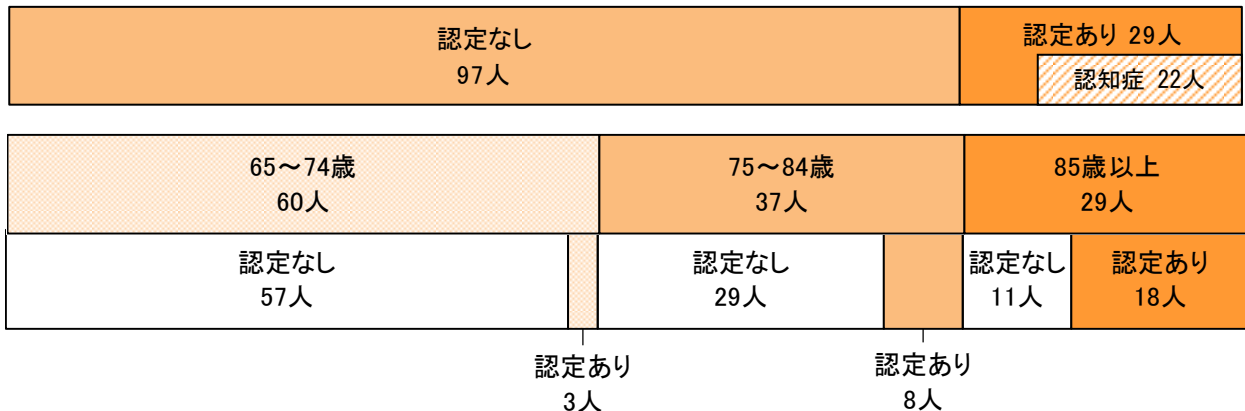 認定なし
97人
認定あり 29人
認知症 22人
65～74歳
60人
75～84歳
37人
85歳以上
29人
認定なし
57人
認定なし
29人
認定なし
11人
認定あり
18人
認定あり
3人
認定あり
8人